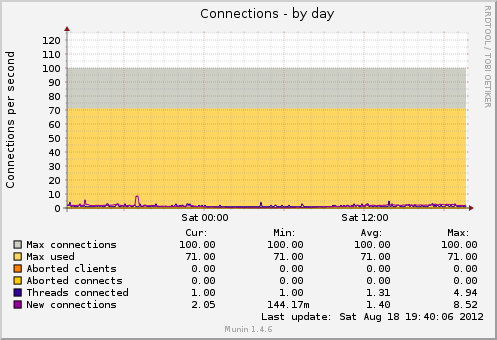 Connections - by day
RRDTOOL / TOBI OETIKER
Connections per second
120
110
100
90
80
70
60
50
40
30
20
10
0
Sat 00:00 Sat 12:00
Cur: Min: Avg: Max:
Max connections 100.00 100.00 100.00 100.00
Max used 71.00 71.00 71.00 71.00
Aborted clients 0.00 0.00 0.00 0.00
Aborted connects 0.00 0.00 0.00 0.00
Threads connected 1.00 1.00 1.31 4.94
New connections 2.05 144.17m 1.40 8.52
Last update: Sat Aug 18 19:40:06 2012
Munin 1.4.6